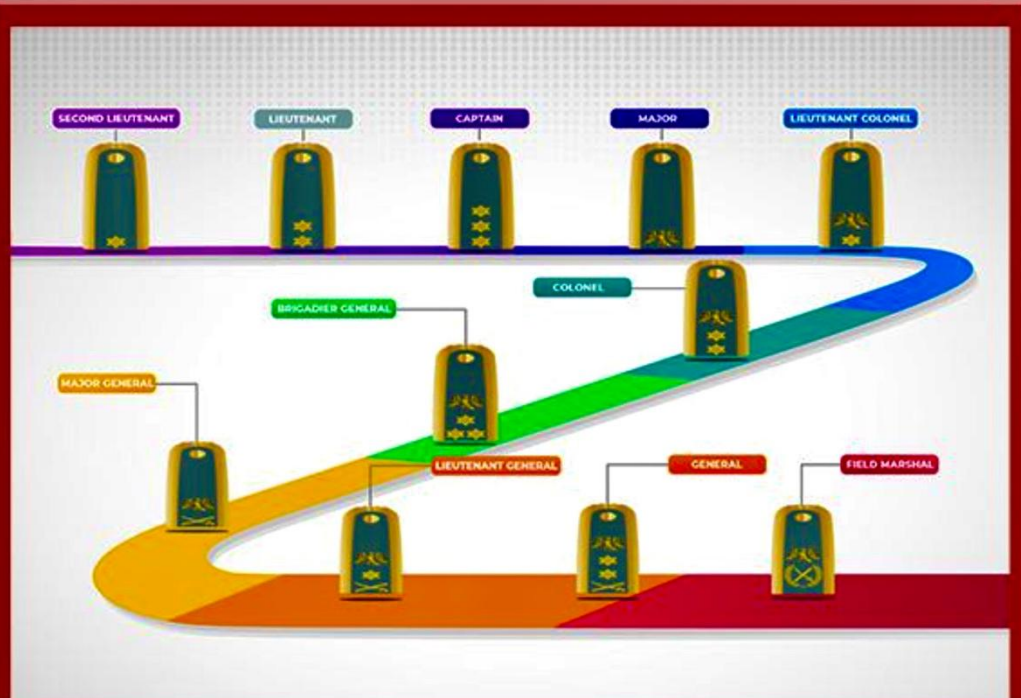 SECOND LIEUTENANT
LIEUTENANT
CAPTAIN
MAJOR
LIEUTENANT COLONEL
COLONEL
BRIGADIER GENERAL
MAJOR GENERAL
LIEUTENANT GENERAL
GENERAL
FIELD MARSHAL